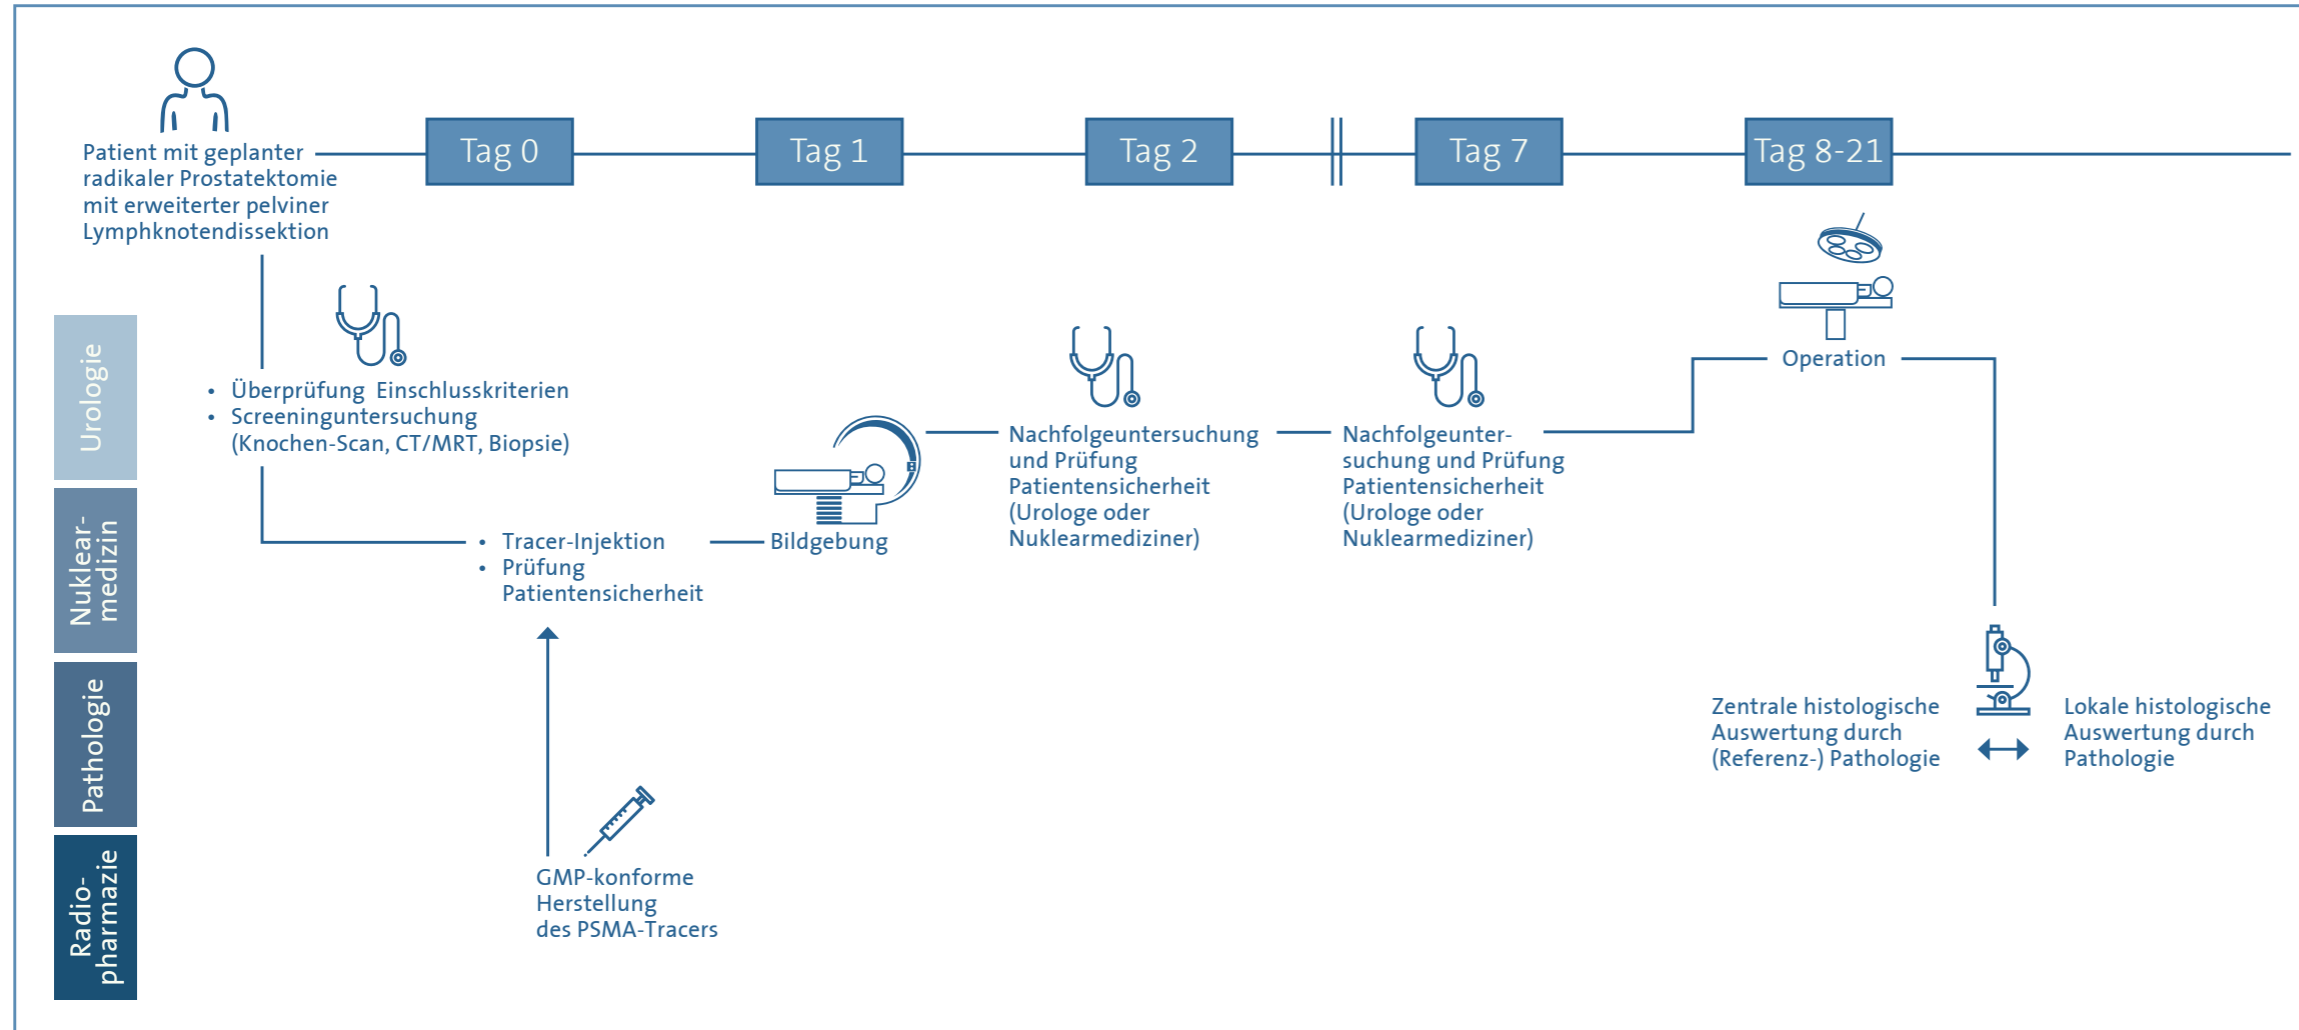 Tag 0
Tag 1
Tag 2
Tag 7
Tag 8-21
Patient mit geplanter
radikaler Prostatektomie
mit erweiterter pelviner
Lymphknotendissektion
Urologie
• Überprüfung Einschlusskriterien
• Screeninguntersuchung
(Knochen-Scan, CT/MRT, Biopsie)
Nachfolgeuntersuchung
und Prüfung
Patientensicherheit
(Urologe oder
Nuklearmediziner)
Nachfolgeunter-
suchung und Prüfung
Patientensicherheit
(Urologe oder
Nuklearmediziner)
Operation
Nuklear-
medizin
• Tracer-Injektion
• Prüfung
Patientensicherheit
Bildgebung
Pathologie
Zentrale histologische
Auswertung durch
(Referenz-) Pathologie
Lokale histologische
Auswertung durch
Pathologie
Radio-
pharmazie
GMP-konforme
Herstellung
des PSMA-Tracers